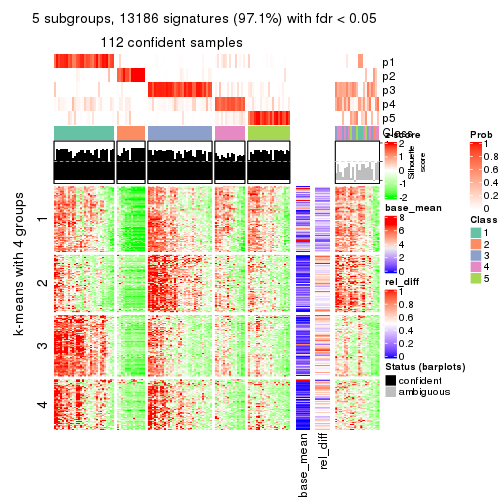 5 subgroups, 13186 signatures (97.1%) with fdr < 0.05
112 confident samples
p1
p2
p3
p4
p5
Class
Silhouette
score
k-means with 4 groups
1
2
3
4
base_mean
rel_diff
z-score
2
1
0
-1
-2
base_mean
8
6
4
2
0
rel_diff
1
0.8
0.6
0.4
0.2
0
Status (barplots)
confident
ambiguous
Prob
1
0.8
0.6
0.4
0.2
0
Class
1
2
3
4
5